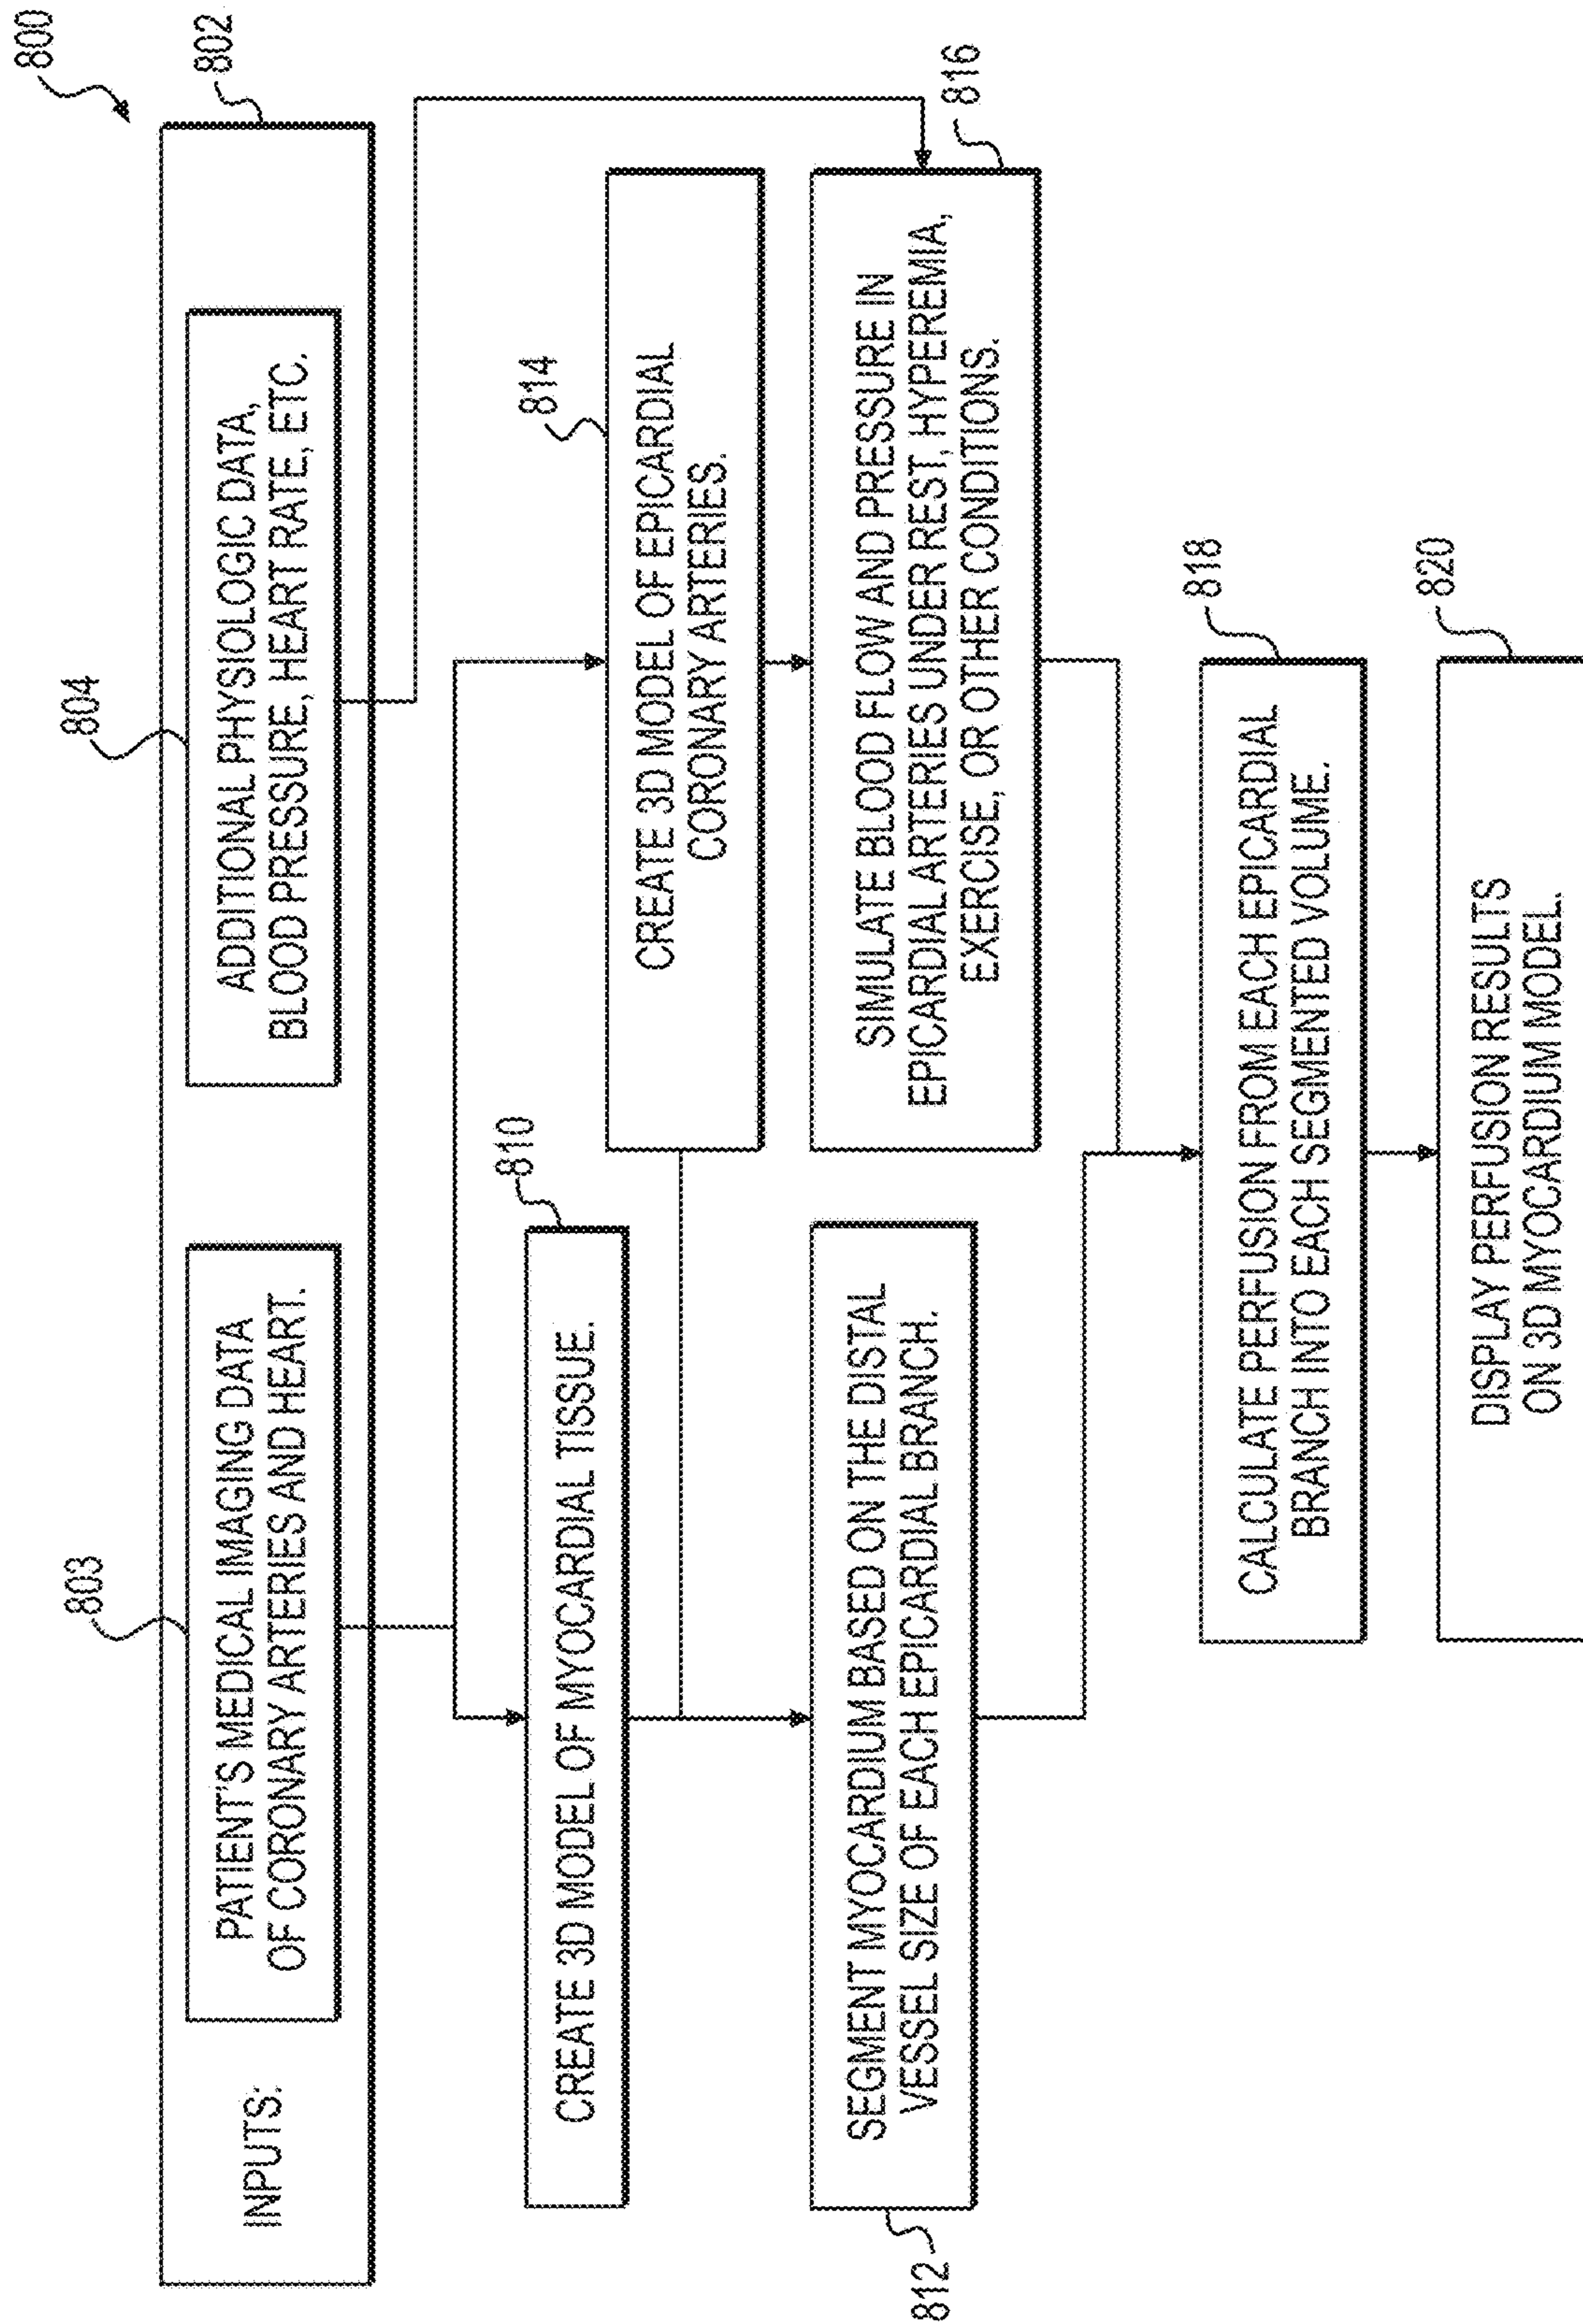 800
802
INPUTS:
803
PATIENT'S MEDICAL IMAGING DATA
OF CORONARY ARTERIES AND HEART.
804
ADDITIONAL PHYSIOLOGIC DATA,
BLOOD PRESSURE, HEART RATE, ETC.
810
CREATE 3D MODEL OF MYOCARDIAL TISSUE.
814
CREATE 3D MODEL OF EPICARDIAL
CORONARY ARTERIES.
812
SEGMENT MYOCARDIUM BASED ON THE DISTAL
VESSEL SIZE OF EACH EPICARDIAL BRANCH.
816
SIMULATE BLOOD FLOW AND PRESSURE IN
EPICARDIAL ARTERIES UNDER REST, HYPEREMIA,
EXERCISE, OR OTHER CONDITIONS.
818
CALCULATE PERFUSION FROM EACH EPICARDIAL
BRANCH INTO EACH SEGMENTED VOLUME.
820
DISPLAY PERFUSION RESULTS
ON 3D MYOCARDIUM MODEL.